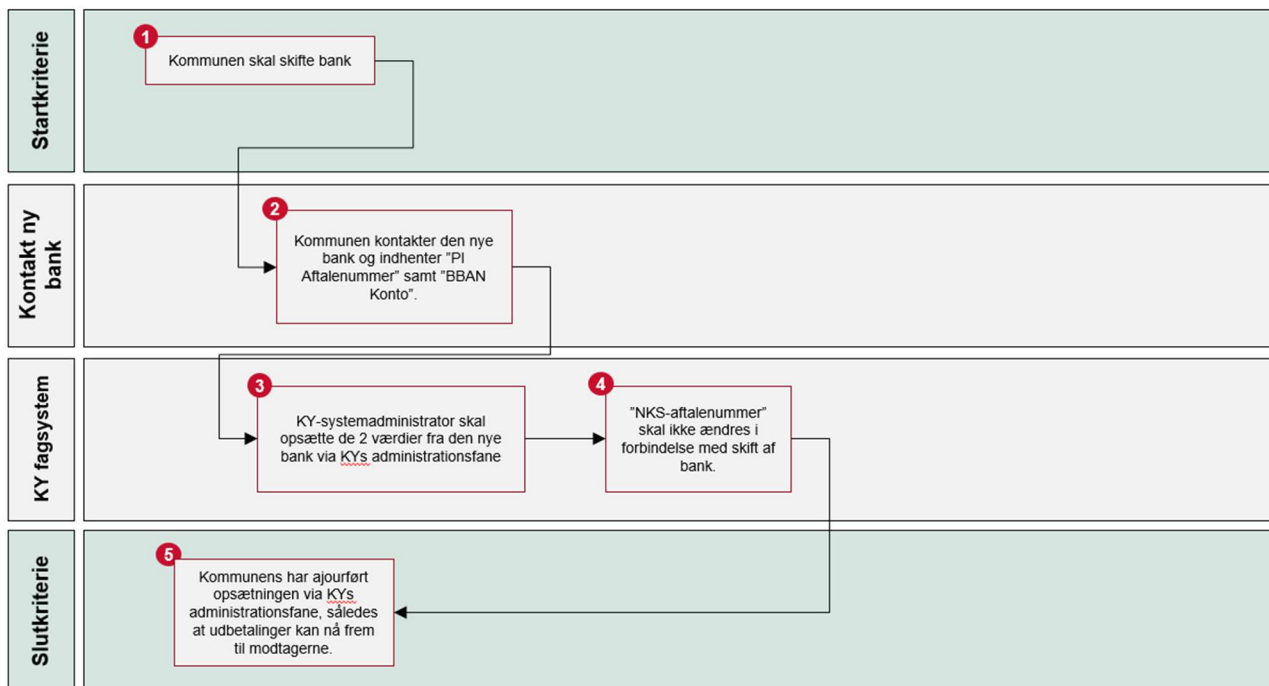 Startkriterie
1
Kommunen skal skifte bank
Kontakt ny
bank
2
Kommunen kontakter den nye
bank og indhenter ”PI
Aftalenummer” samt ”BBAN
Konto”.
KY fagsystem
3
KY-systemadministrator skal
opsætte de 2 værdier fra den nye
bank via KYs administrationsfane
4
”NKS-aftalenummer”
skal ikke ændres i
forbindelse med skift af
bank.
Slutkriterie
5
Kommunens har ajourført
opsætningen via KYs
administrationsfane, således
at udbetalinger kan nå frem
til modtagerne.